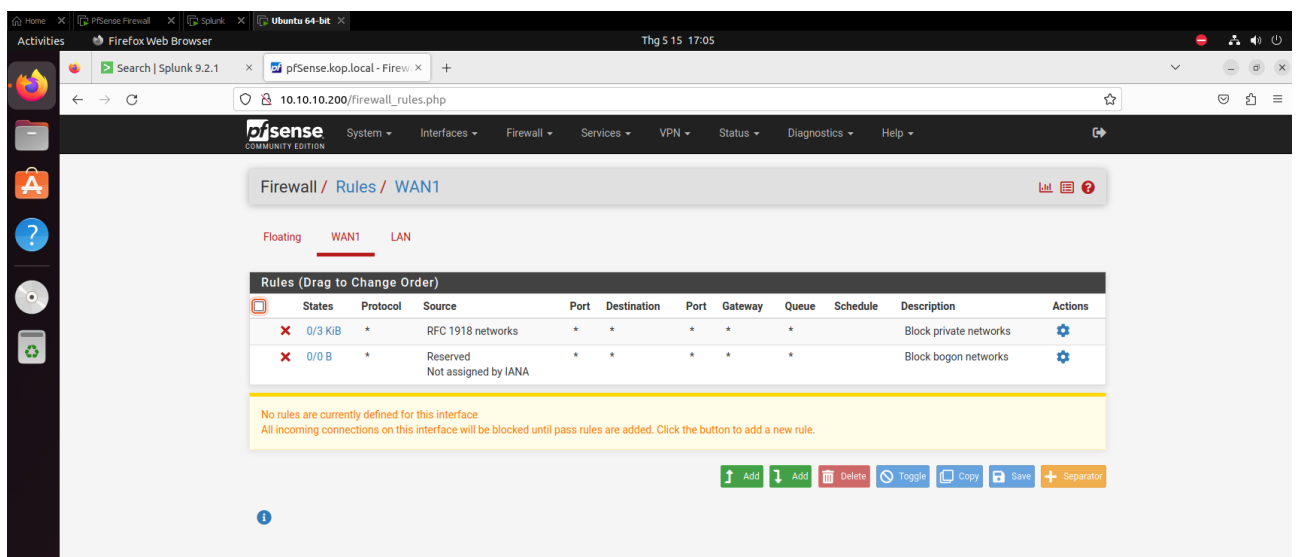 Home PfSense Firewall Splunk Ubuntu 64-bit
Activities Firefox Web Browser Thg 5 15 17:05
Search | Splunk 9.2.1 pfSense.kop.local - Firew
10.10.10.200/firewall_rules.php
pfsense System Interfaces Firewall Services VPN Status Diagnostics Help
COMMUNITY EDITION
Firewall / Rules / WAN1
Floating WAN1 LAN
Rules (Drag to Change Order)
States Protocol Source Port Destination Port Gateway Queue Schedule Description Actions
0/3 KiB * RFC 1918 networks * * * * * Block private networks
0/0 B * Reserved * * * * * Block bogon networks
Not assigned by IANA
No rules are currently defined for this interface
All incoming connections on this interface will be blocked until pass rules are added. Click the button to add a new rule.
Add Add Delete Toggle Copy Save Separator